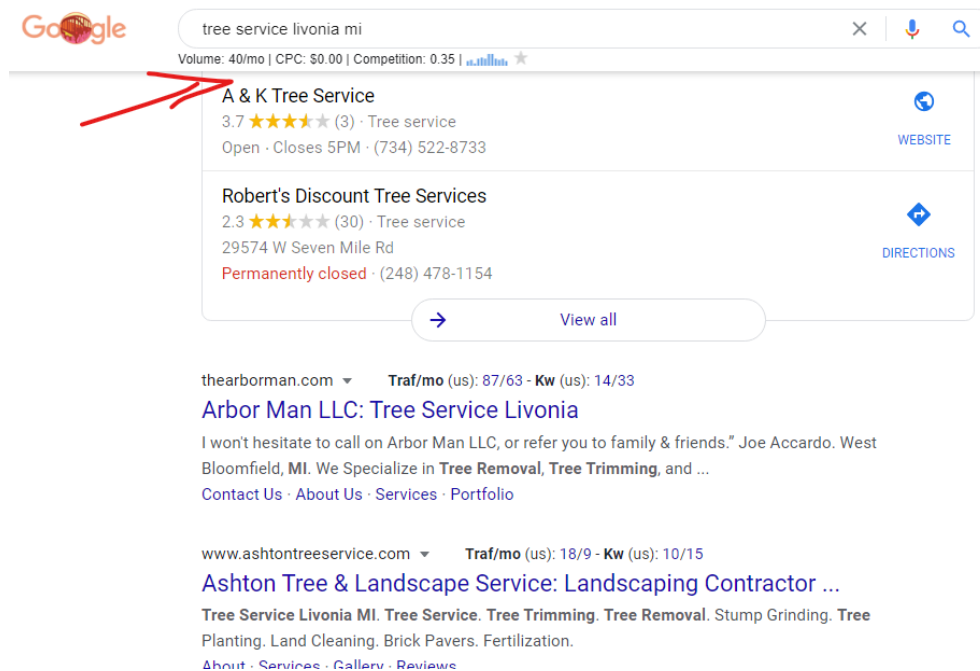 Google
tree service livonia mi
Volume: 40/mo | CPC: $0.00 | Competition: 0.35 |
A & K Tree Service
3.7 (3) · Tree service
Open · Closes 5PM · (734) 522-8733
WEBSITE
Robert's Discount Tree Services
2.3 (30) · Tree service
29574 W Seven Mile Rd
Permanently closed · (248) 478-1154
DIRECTIONS
View all
thearborman.com Traf/mo (us): 87/63 - Kw (us): 14/33
Arbor Man LLC: Tree Service Livonia
I won't hesitate to call on Arbor Man LLC, or refer you to family & friends.” Joe Accardo. West
Bloomfield, MI. We Specialize in Tree Removal, Tree Trimming, and ...
Contact Us · About Us · Services · Portfolio
www.ashtontreeservice.com Traf/mo (us): 18/9 - Kw (us): 10/15
Ashton Tree & Landscape Service: Landscaping Contractor ...
Tree Service Livonia MI. Tree Service. Tree Trimming. Tree Removal. Stump Grinding. Tree
Planting. Land Cleaning. Brick Pavers. Fertilization.
About · Services · Gallery · Reviews